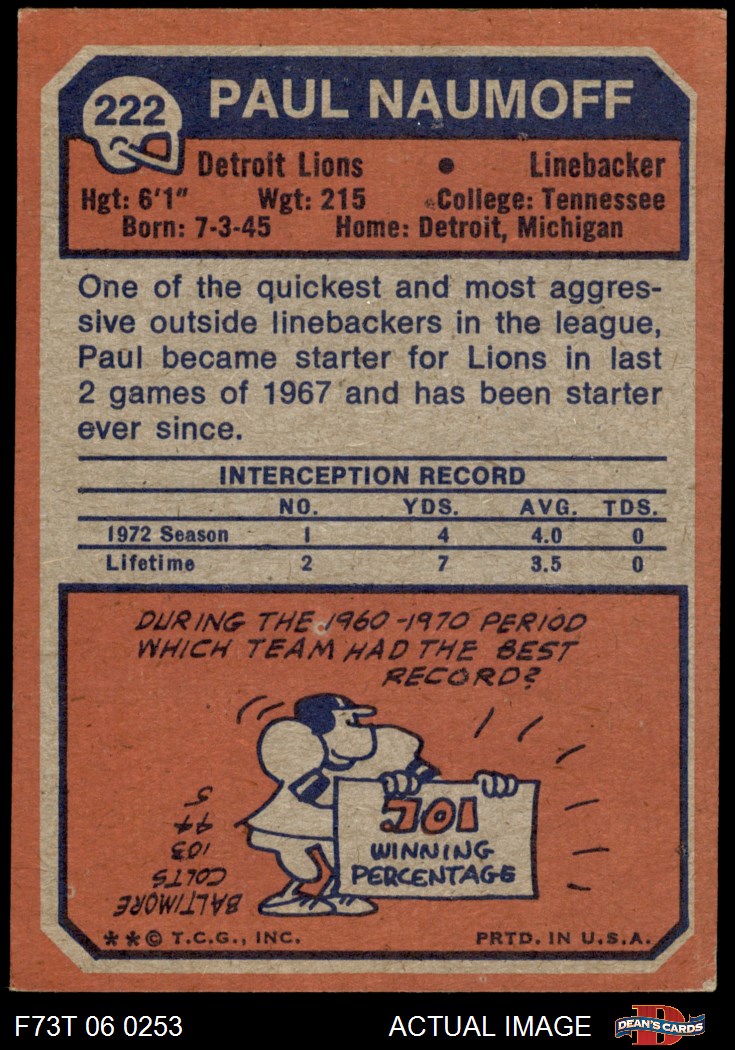 222
PAUL NAUMOFF
Detroit Lions • Linebacker
Hgt: 6'1" Wgt: 215 College: Tennessee
Born: 7-3-45 Home: Detroit, Michigan
One of the quickest and most aggres-
sive outside linebackers in the league,
Paul became starter for Lions in last
2 games of 1967 and has been starter
ever since.
INTERCEPTION RECORD
NO. YDS. AVG. TDS.
1972 Season 1 4 4.0 0
Lifetime 2 7 3.5 0
DURING THE 1960-1970 PERIOD
WHICH TEAM HAD THE BEST
RECORD?
.701
WINNING
PERCENTAGE
BALTIMORE
COLTS
103
44
5
**© T.C.G., INC. PRTD. IN U.S.A.
F73T 06 0253 ACTUAL IMAGE
D
DEAN'S CARDS